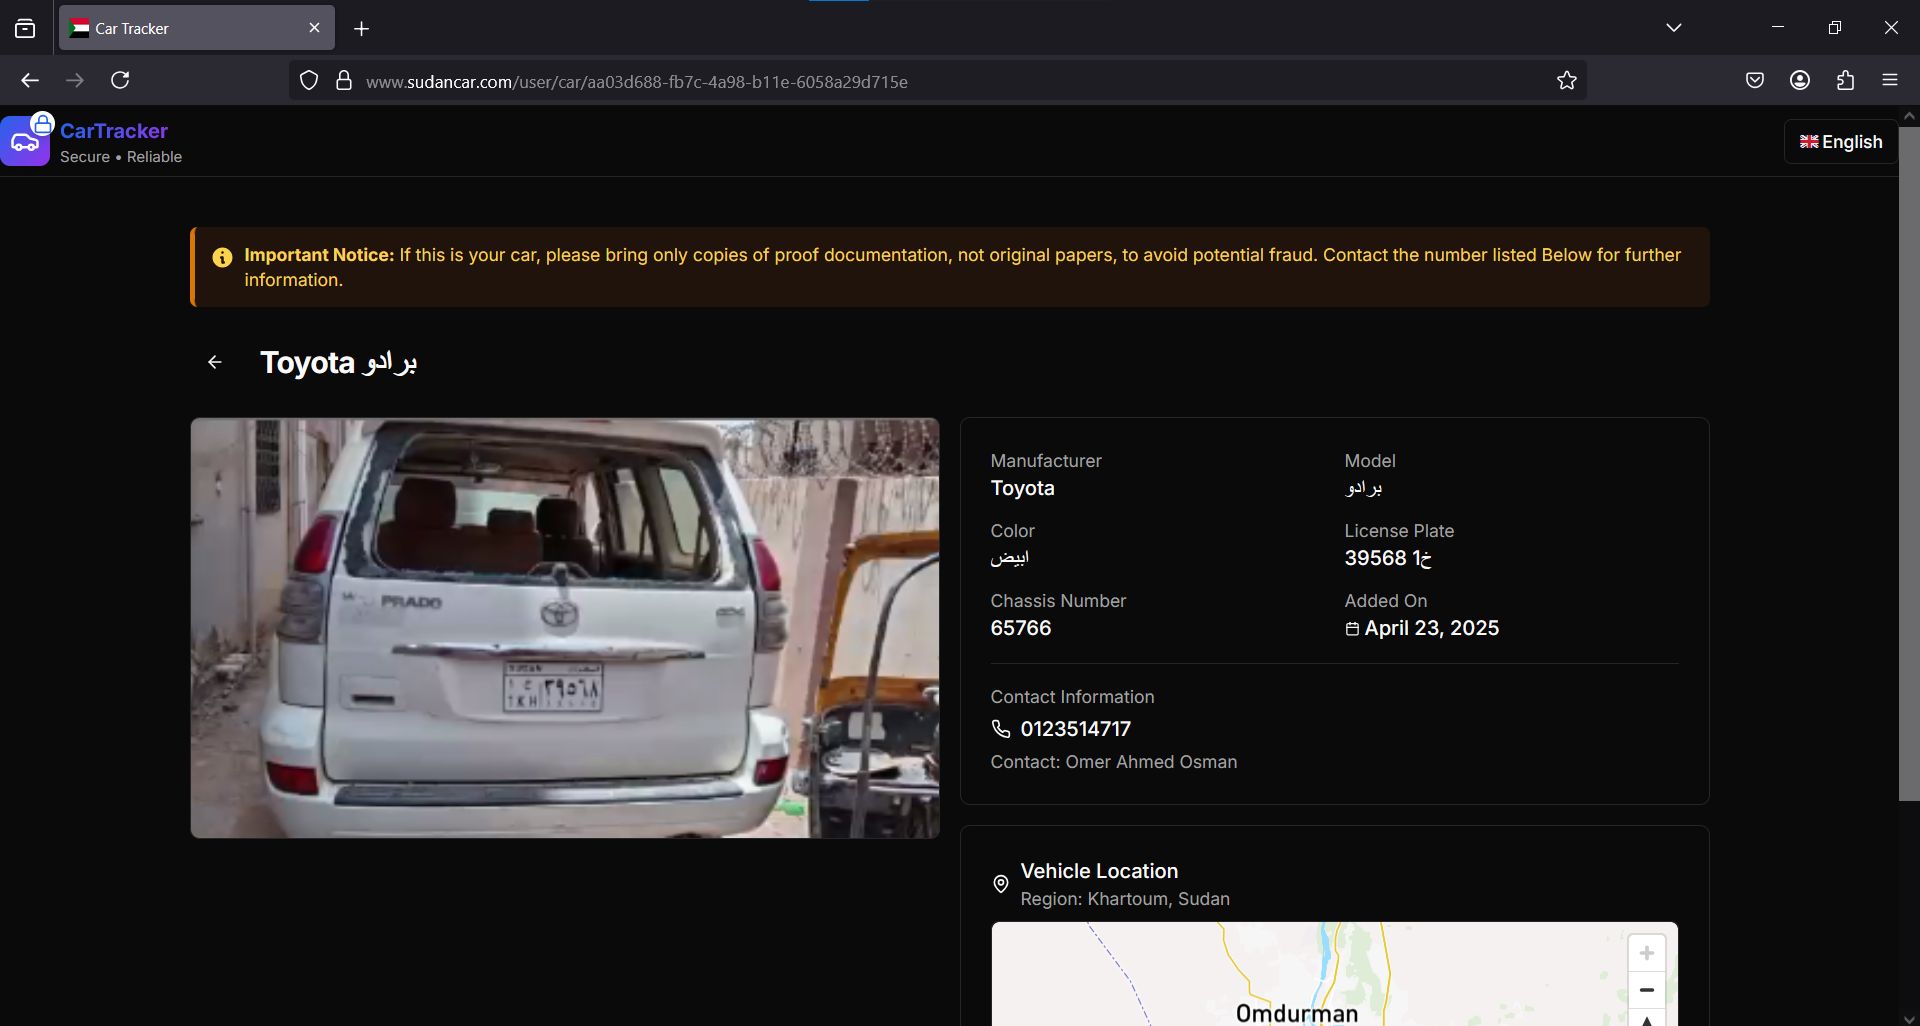 Car Tracker
www.sudancar.com/user/car/aa03d688-fb7c-4a98-b11e-6058a29d715e
CarTracker
Secure • Reliable
English
Important Notice: If this is your car, please bring only copies of proof documentation, not original papers, to avoid potential fraud. Contact the number listed Below for further
information.
Toyota برادو
PRADO
SUDAN
٣٩٥٦٨
1KH
Manufacturer
Toyota
Model
برادو
Color
ابيض
License Plate
39568 خ1
Chassis Number
65766
Added On
April 23, 2025
Contact Information
0123514717
Contact: Omer Ahmed Osman
Vehicle Location
Region: Khartoum, Sudan
Omdurman